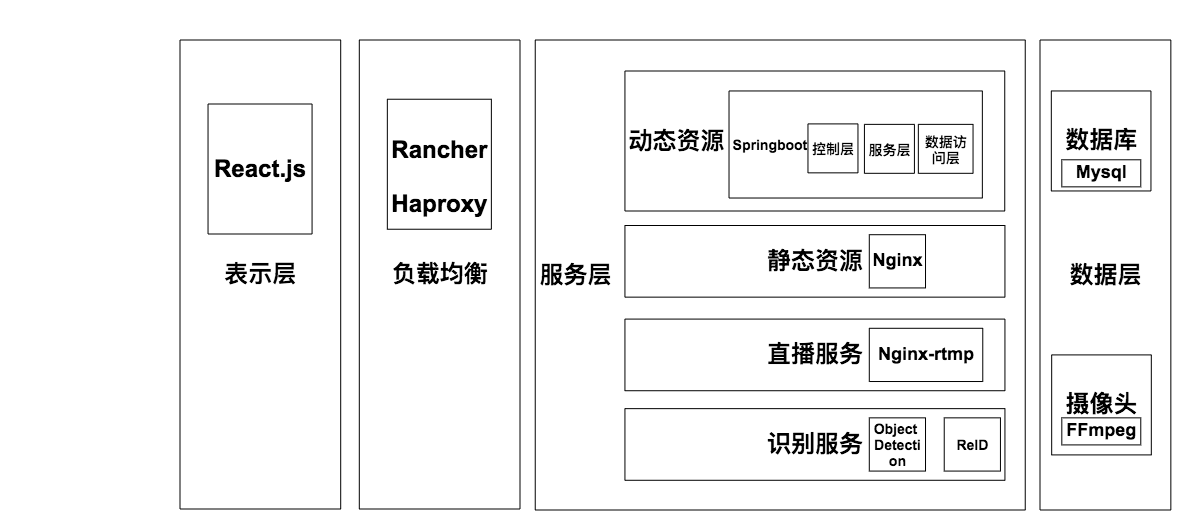 React.js
表示层
Rancher
Haproxy
负载均衡
服务层
动态资源
Springboot
控制层
服务层
数据访
问层
静态资源
Nginx
直播服务
Nginx-rtmp
识别服务
Object
Detecti
on
ReID
数据库
Mysql
数据层
摄像头
FFmpeg